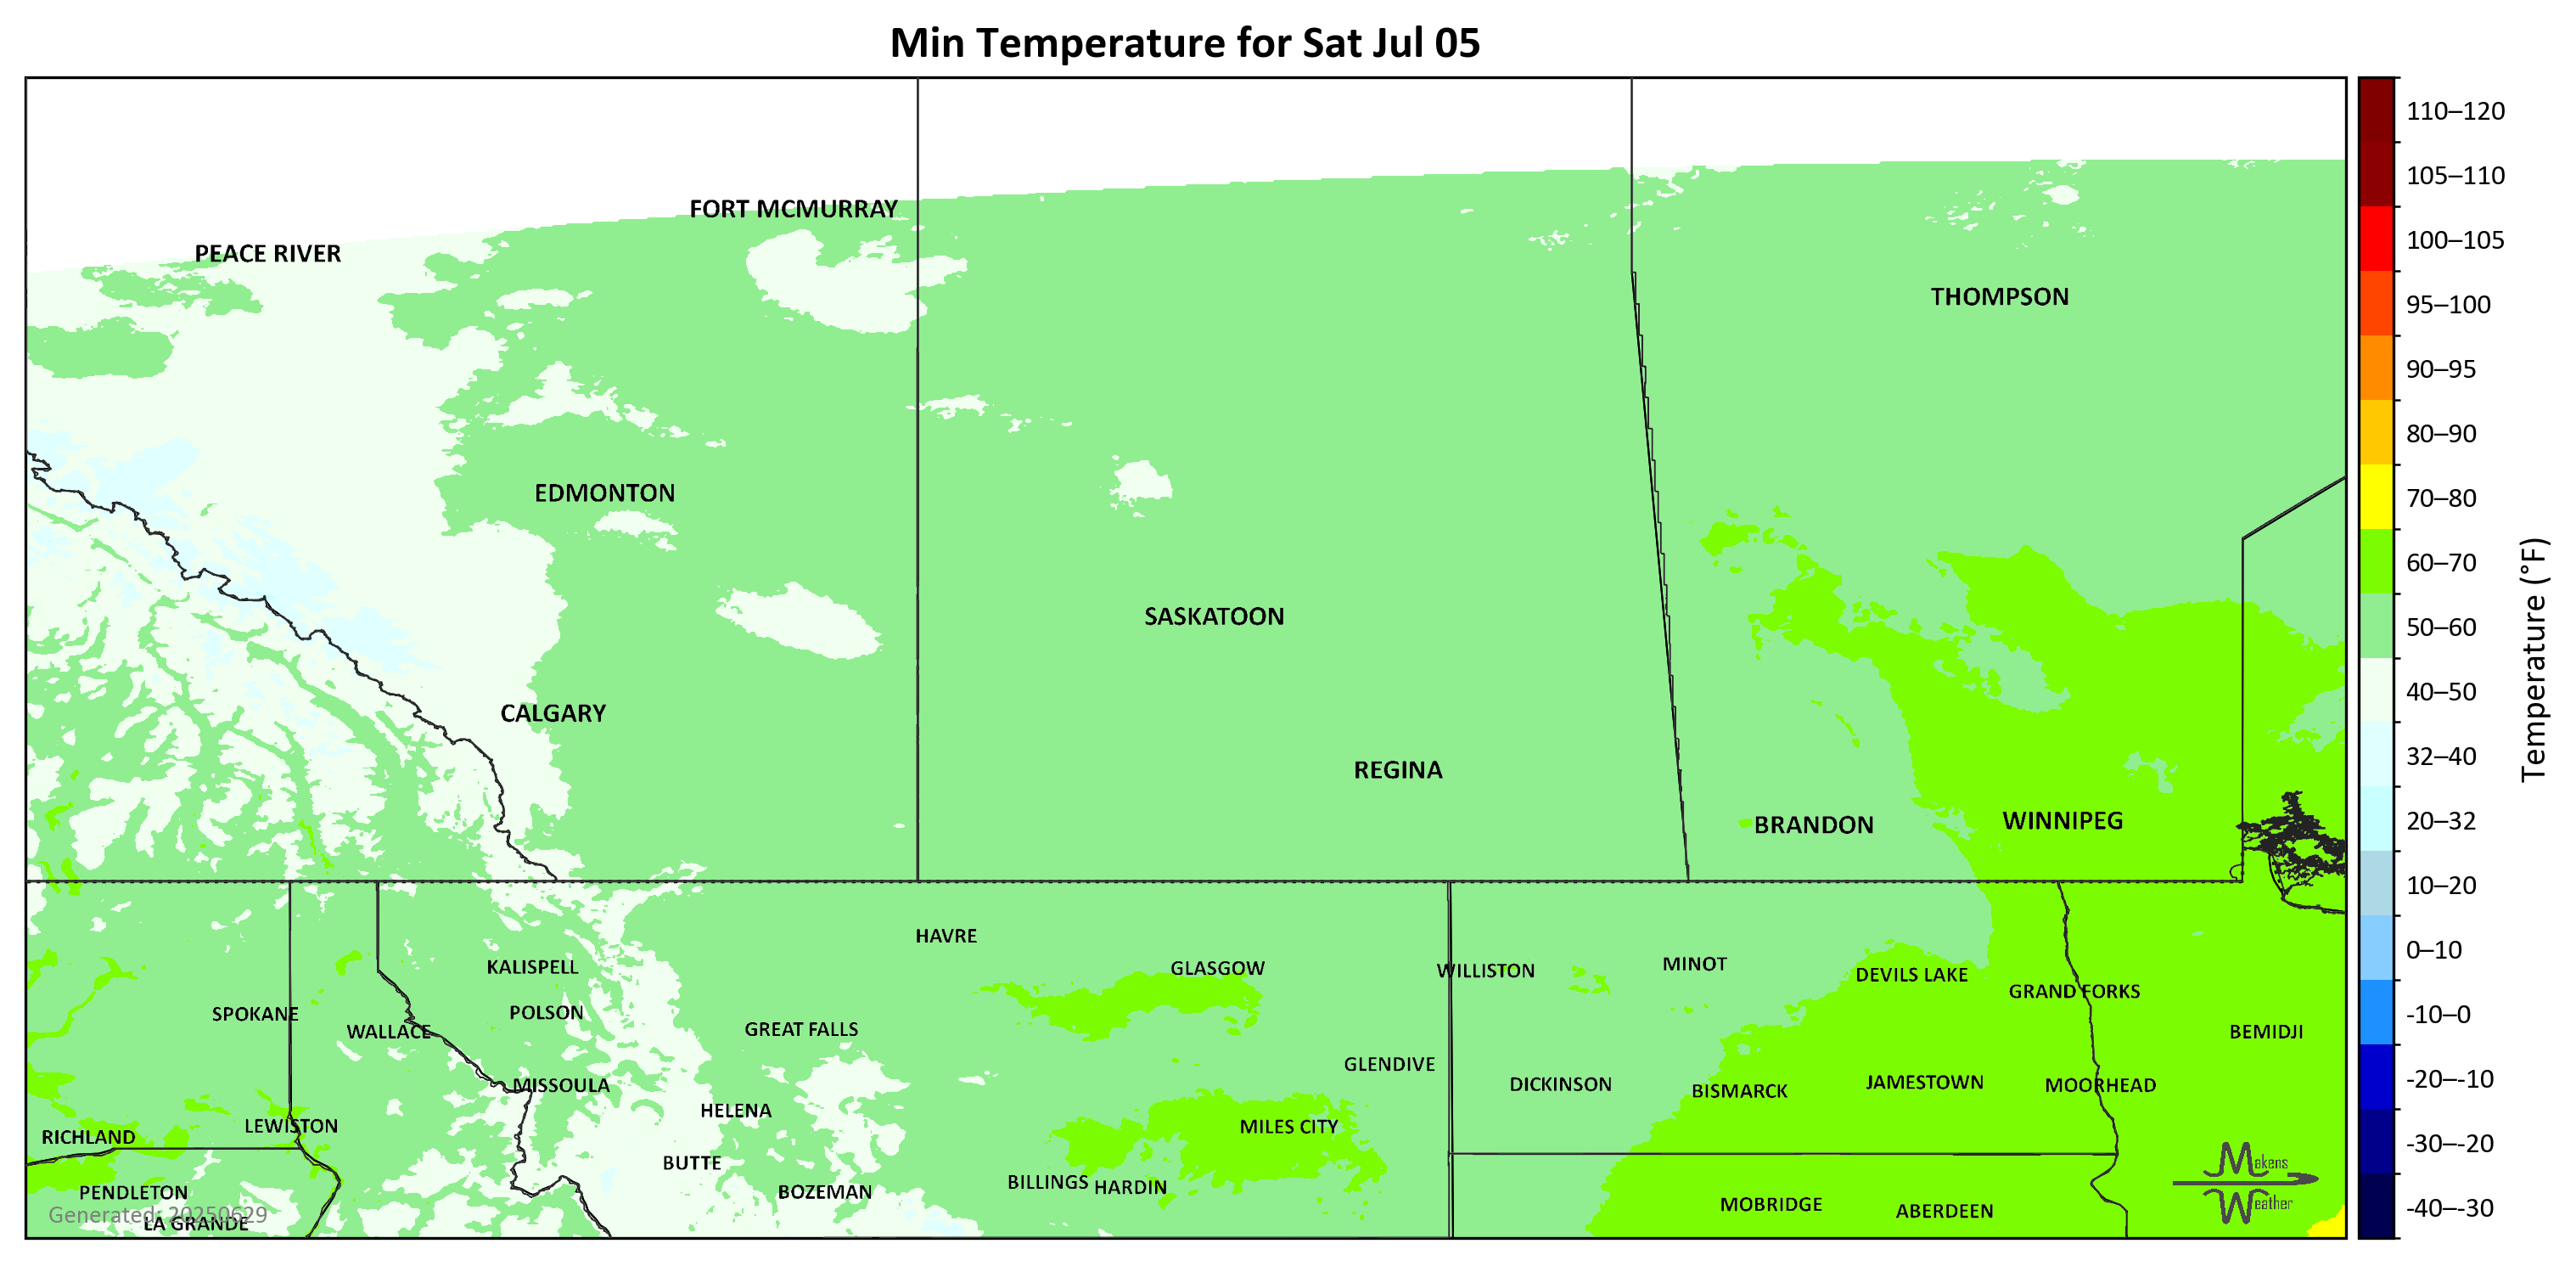 Min Temperature for Sat Jul 05
110–120
105–110
100–105
95–100
90–95
80–90
70–80
60–70
50–60
40–50
32–40
20–32
10–20
0–10
-10–0
-20–-10
-30–-20
-40–-30
Temperature (°F)
FORT MCMURRAY
PEACE RIVER
THOMPSON
EDMONTON
SASKATOON
CALGARY
REGINA
BRANDON
WINNIPEG
HAVRE
KALISPELL
GLASGOW
WILLISTON
MINOT
DEVILS LAKE
GRAND FORKS
SPOKANE
POLSON
WALLACE
GREAT FALLS
BEMIDJI
GLENDIVE
MISSOULA
DICKINSON
BISMARCK
JAMESTOWN
MOORHEAD
HELENA
LEWISTON
MILES CITY
RICHLAND
BUTTE
BILLINGS
HARDIN
PENDLETON
BOZEMAN
MOBRIDGE
ABERDEEN
LA GRANDE
Generated: 20250629
Makens
Weather